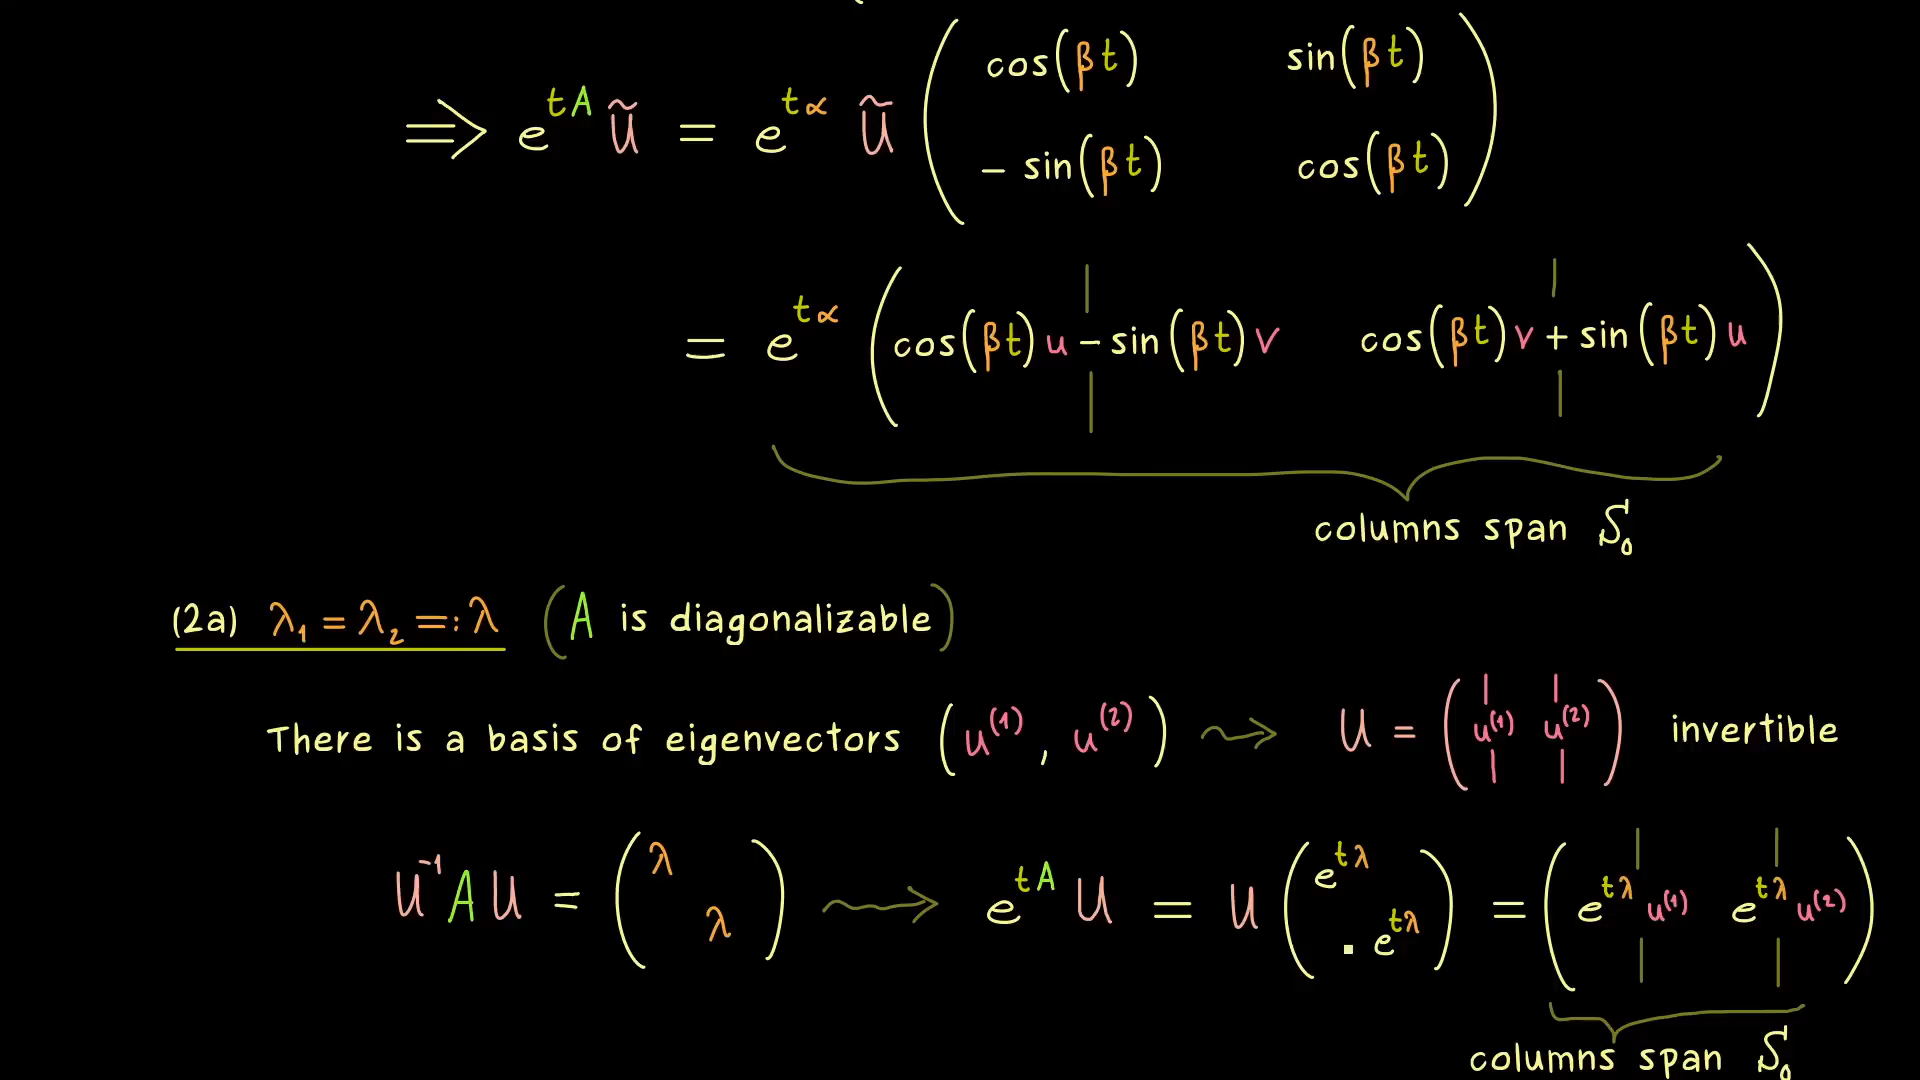 ⇒ e^{tA} Ũ = e^{tα} Ũ ( cos(βt) sin(βt)
− sin(βt) cos(βt) )
= e^{tα} ( cos(βt) u − sin(βt) v cos(βt) v + sin(βt) u )
columns span S₀
(2a) λ₁ = λ₂ =: λ (A is diagonalizable)
There is a basis of eigenvectors (u⁽¹⁾, u⁽²⁾) ⇝ U = ( u⁽¹⁾ u⁽²⁾ ) invertible
U⁻¹ A U = ( λ λ ) ⇝ e^{tA} U = U ( e^{tλ} e^{tλ} ) = ( e^{tλ} u⁽¹⁾ e^{tλ} u⁽²⁾ )
columns span S₀